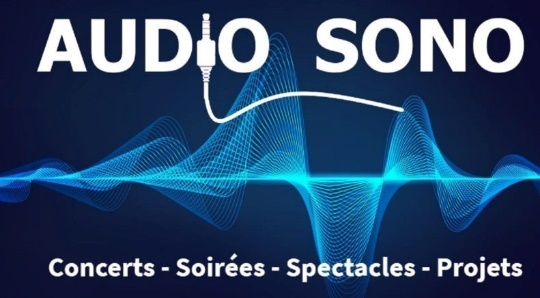 AUDIO SONO
Concerts - Soirées - Spectacles - Projets